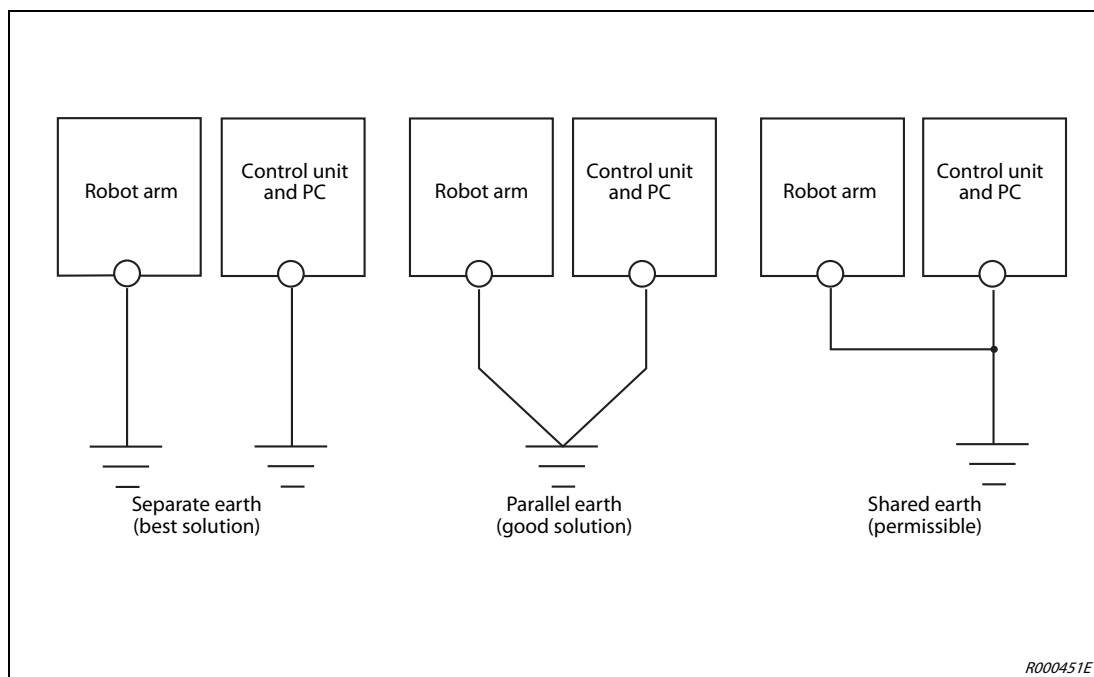 Robot arm
Control unit
and PC
Robot arm
Control unit
and PC
Robot arm
Control unit
and PC
Separate earth
(best solution)
Parallel earth
(good solution)
Shared earth
(permissible)
R000451E